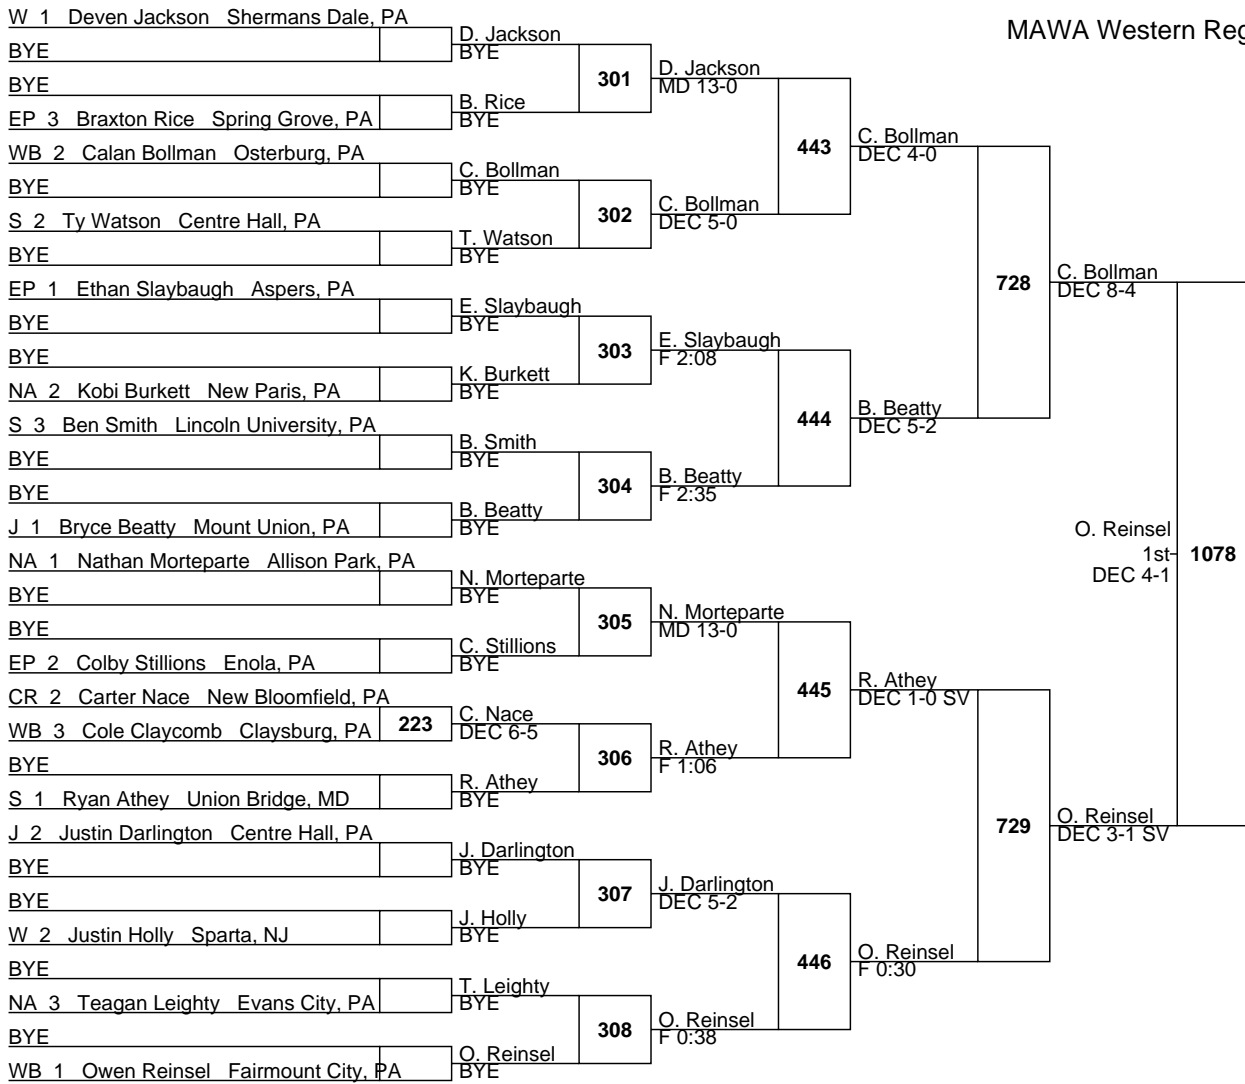 MAWA Western Reg
W 1 Deven Jackson Shermans Dale, PA
BYE
BYE
EP 3 Braxton Rice Spring Grove, PA
WB 2 Calan Bollman Osterburg, PA
BYE
S 2 Ty Watson Centre Hall, PA
BYE
EP 1 Ethan Slaybaugh Aspers, PA
BYE
BYE
NA 2 Kobi Burkett New Paris, PA
S 3 Ben Smith Lincoln University, PA
BYE
BYE
J 1 Bryce Beatty Mount Union, PA
NA 1 Nathan Morteparte Allison Park, PA
BYE
BYE
EP 2 Colby Stillions Enola, PA
CR 2 Carter Nace New Bloomfield, PA
WB 3 Cole Claycomb Claysburg, PA
BYE
S 1 Ryan Athey Union Bridge, MD
J 2 Justin Darlington Centre Hall, PA
BYE
BYE
W 2 Justin Holly Sparta, NJ
BYE
NA 3 Teagan Leighty Evans City, PA
BYE
WB 1 Owen Reinsel Fairmount City, PA
223
D. Jackson
BYE
B. Rice
BYE
C. Bollman
BYE
T. Watson
BYE
E. Slaybaugh
BYE
K. Burkett
BYE
B. Smith
BYE
B. Beatty
BYE
N. Morteparte
BYE
C. Stillions
BYE
C. Nace
DEC 6-5
R. Athey
BYE
J. Darlington
BYE
J. Holly
BYE
T. Leighty
BYE
O. Reinsel
BYE
301
302
303
304
305
306
307
308
D. Jackson
MD 13-0
C. Bollman
DEC 5-0
E. Slaybaugh
F 2:08
B. Beatty
F 2:35
N. Morteparte
MD 13-0
R. Athey
F 1:06
J. Darlington
DEC 5-2
O. Reinsel
F 0:38
443
444
445
446
C. Bollman
DEC 4-0
B. Beatty
DEC 5-2
R. Athey
DEC 1-0 SV
O. Reinsel
F 0:30
728
729
C. Bollman
DEC 8-4
O. Reinsel
DEC 3-1 SV
O. Reinsel
1st
DEC 4-1
1078